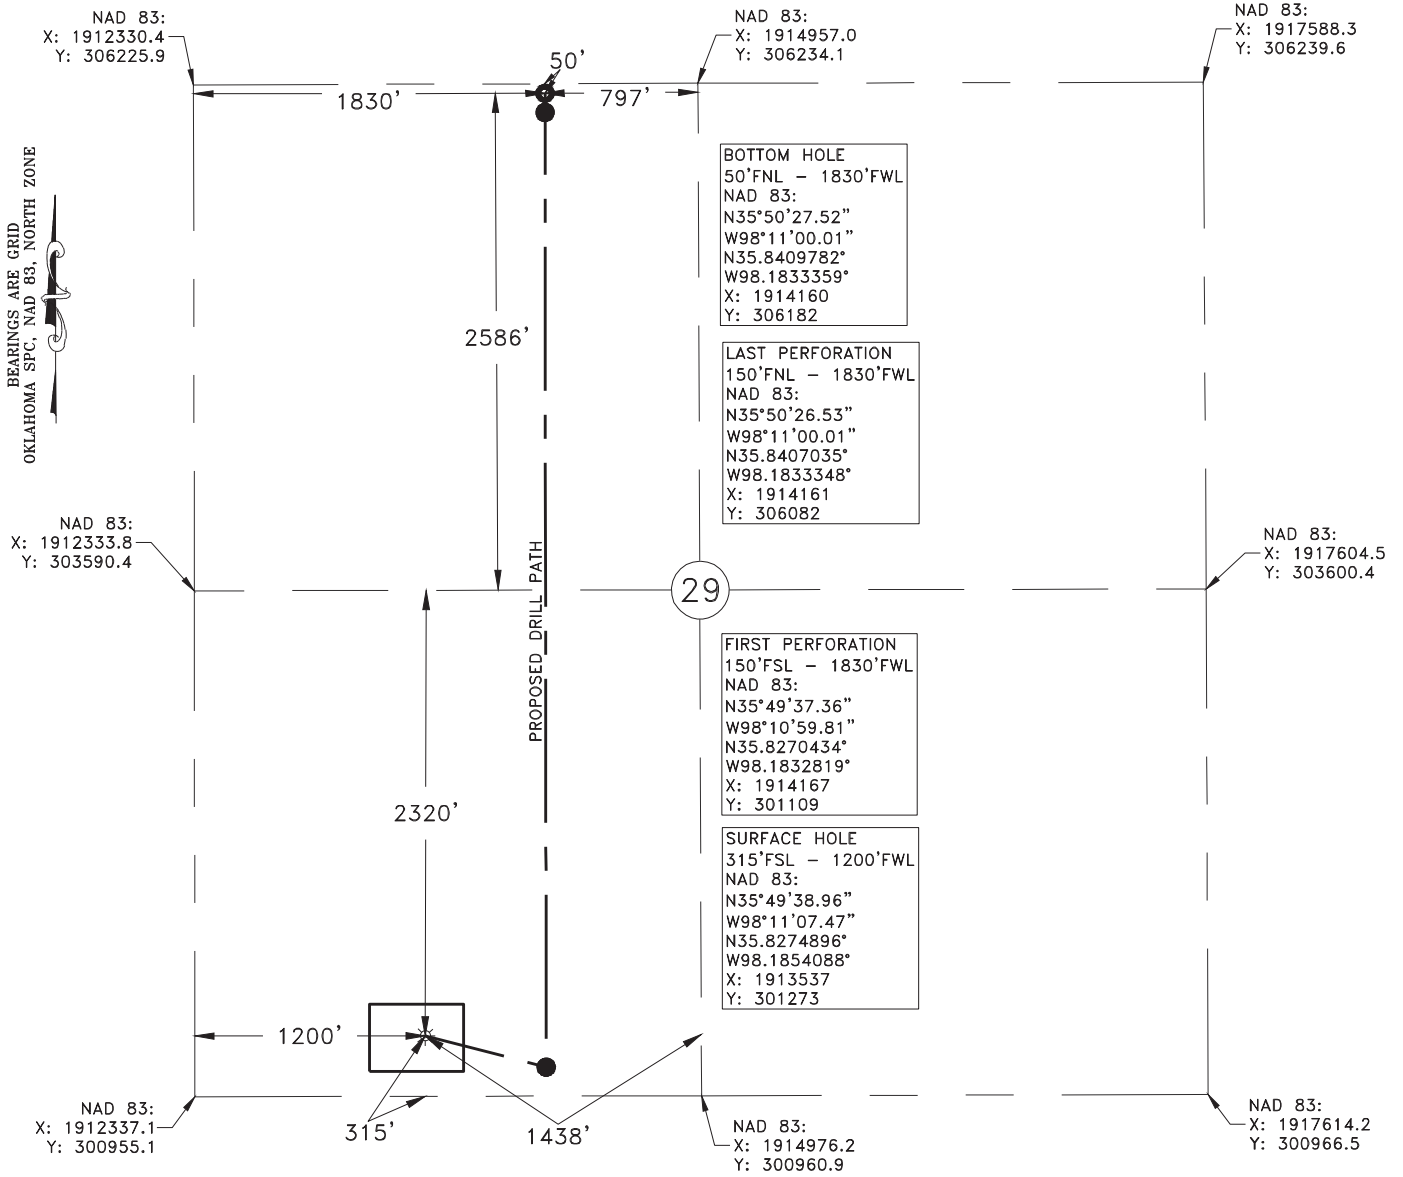 NAD 83:
X: 1912330.4
Y: 306225.9
NAD 83:
X: 1914957.0
Y: 306234.1
NAD 83:
X: 1917588.3
Y: 306239.6
50'
1830'
797'
BEARINGS ARE GRID
OKLAHOMA SPC, NAD 83, NORTH ZONE
2586'
BOTTOM HOLE
50'FNL - 1830'FWL
NAD 83:
N35°50'27.52"
W98°11'00.01"
N35.8409782°
W98.1833359°
X: 1914160
Y: 306182
LAST PERFORATION
150'FNL - 1830'FWL
NAD 83:
N35°50'26.53"
W98°11'00.01"
N35.8407035°
W98.1833348°
X: 1914161
Y: 306082
NAD 83:
X: 1912333.8
Y: 303590.4
PROPOSED DRILL PATH
29
NAD 83:
X: 1917604.5
Y: 303600.4
FIRST PERFORATION
150'FSL - 1830'FWL
NAD 83:
N35°49'37.36"
W98°10'59.81"
N35.8270434°
W98.1832819°
X: 1914167
Y: 301109
2320'
SURFACE HOLE
315'FSL - 1200'FWL
NAD 83:
N35°49'38.96"
W98°11'07.47"
N35.8274896°
W98.1854088°
X: 1913537
Y: 301273
1200'
315'
1438'
NAD 83:
X: 1912337.1
Y: 300955.1
NAD 83:
X: 1914976.2
Y: 300960.9
NAD 83:
X: 1917614.2
Y: 300966.5